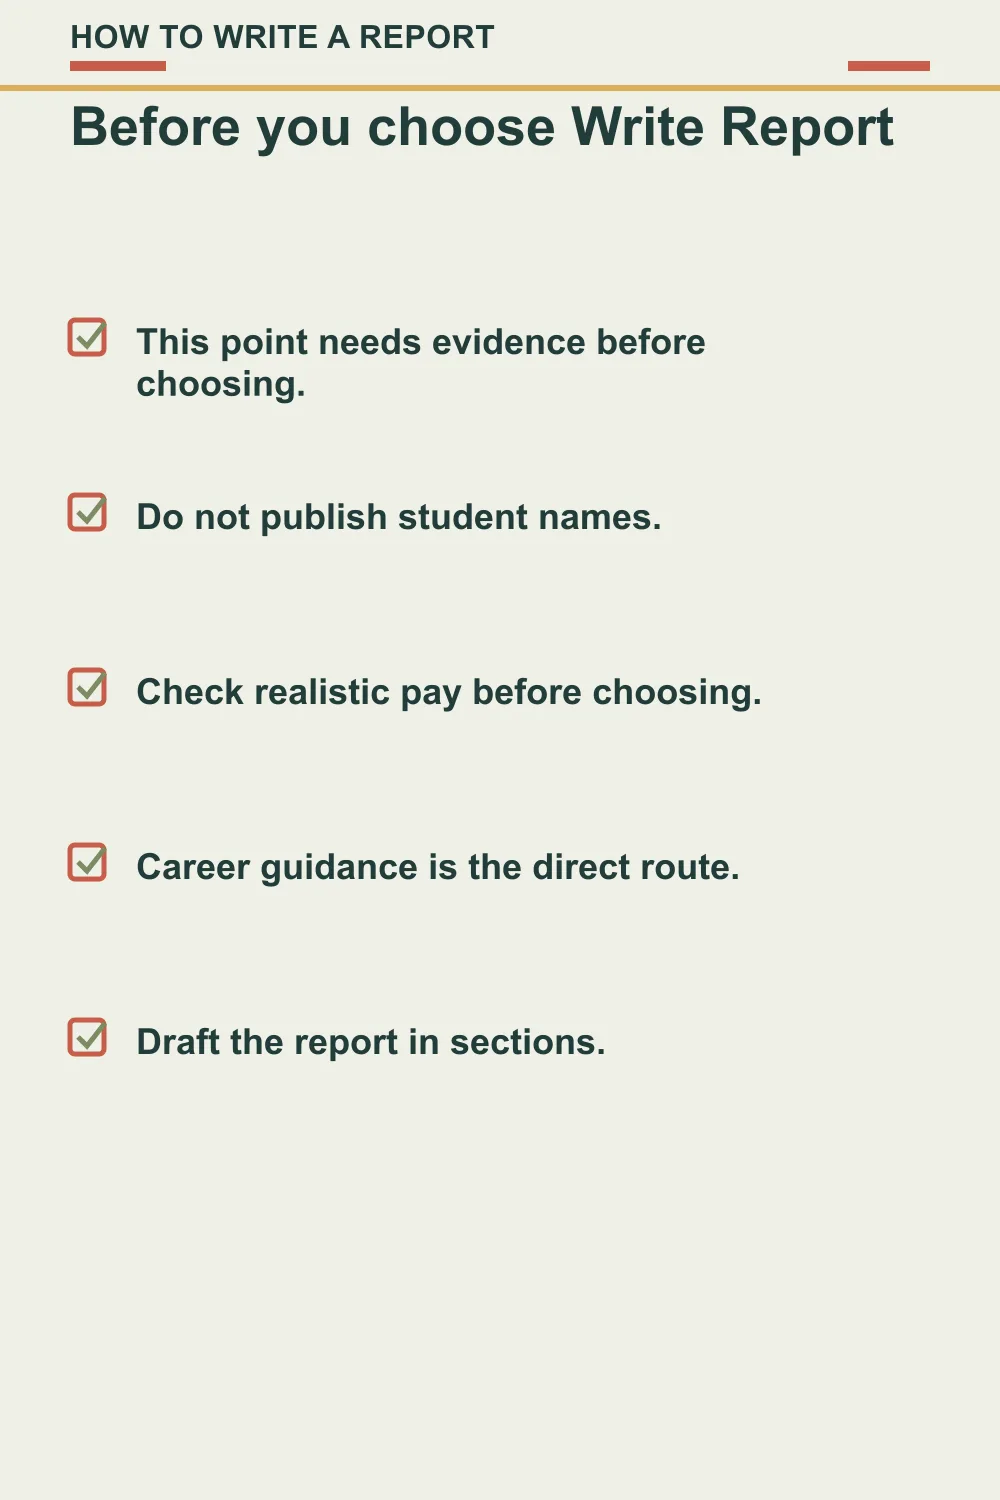 HOW TO WRITE A REPORT
Before you choose Write Report
This point needs evidence before
choosing.
Do not publish student names.
Check realistic pay before choosing.
Career guidance is the direct route.
Draft the report in sections.